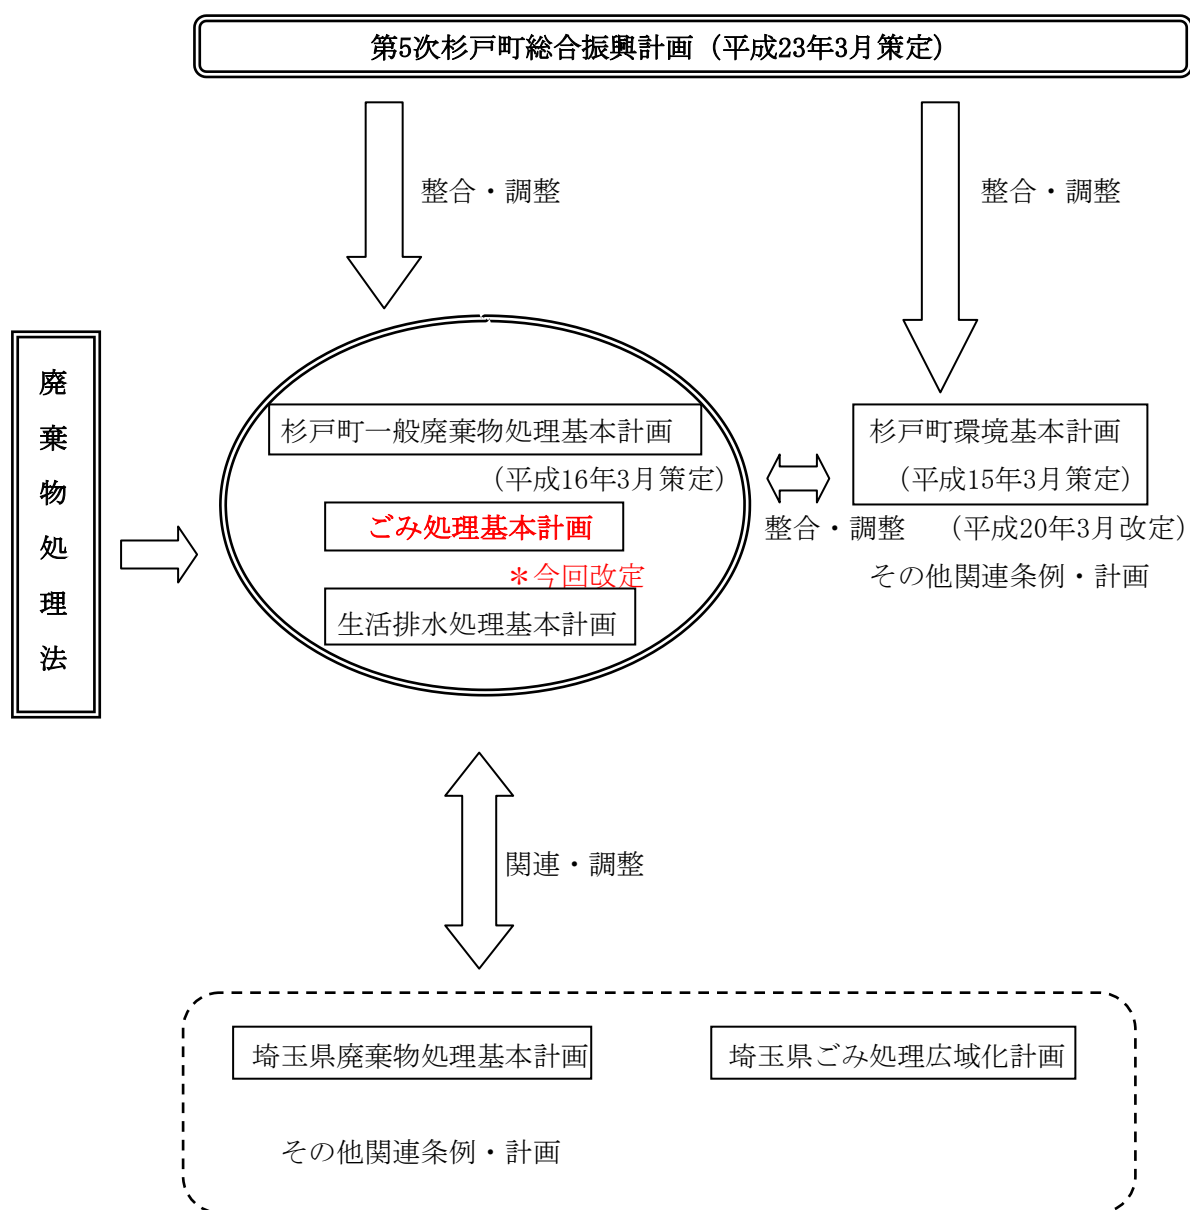 第5次杉戸町総合振興計画（平成23年3月策定）
整合・調整
整合・調整
廃棄物処理法
杉戸町一般廃棄物処理基本計画
（平成16年3月策定）
ごみ処理基本計画
＊今回改定
生活排水処理基本計画
整合・調整
杉戸町環境基本計画
（平成15年3月策定）
（平成20年3月改定）
その他関連条例・計画
関連・調整
埼玉県廃棄物処理基本計画
埼玉県ごみ処理広域化計画
その他関連条例・計画